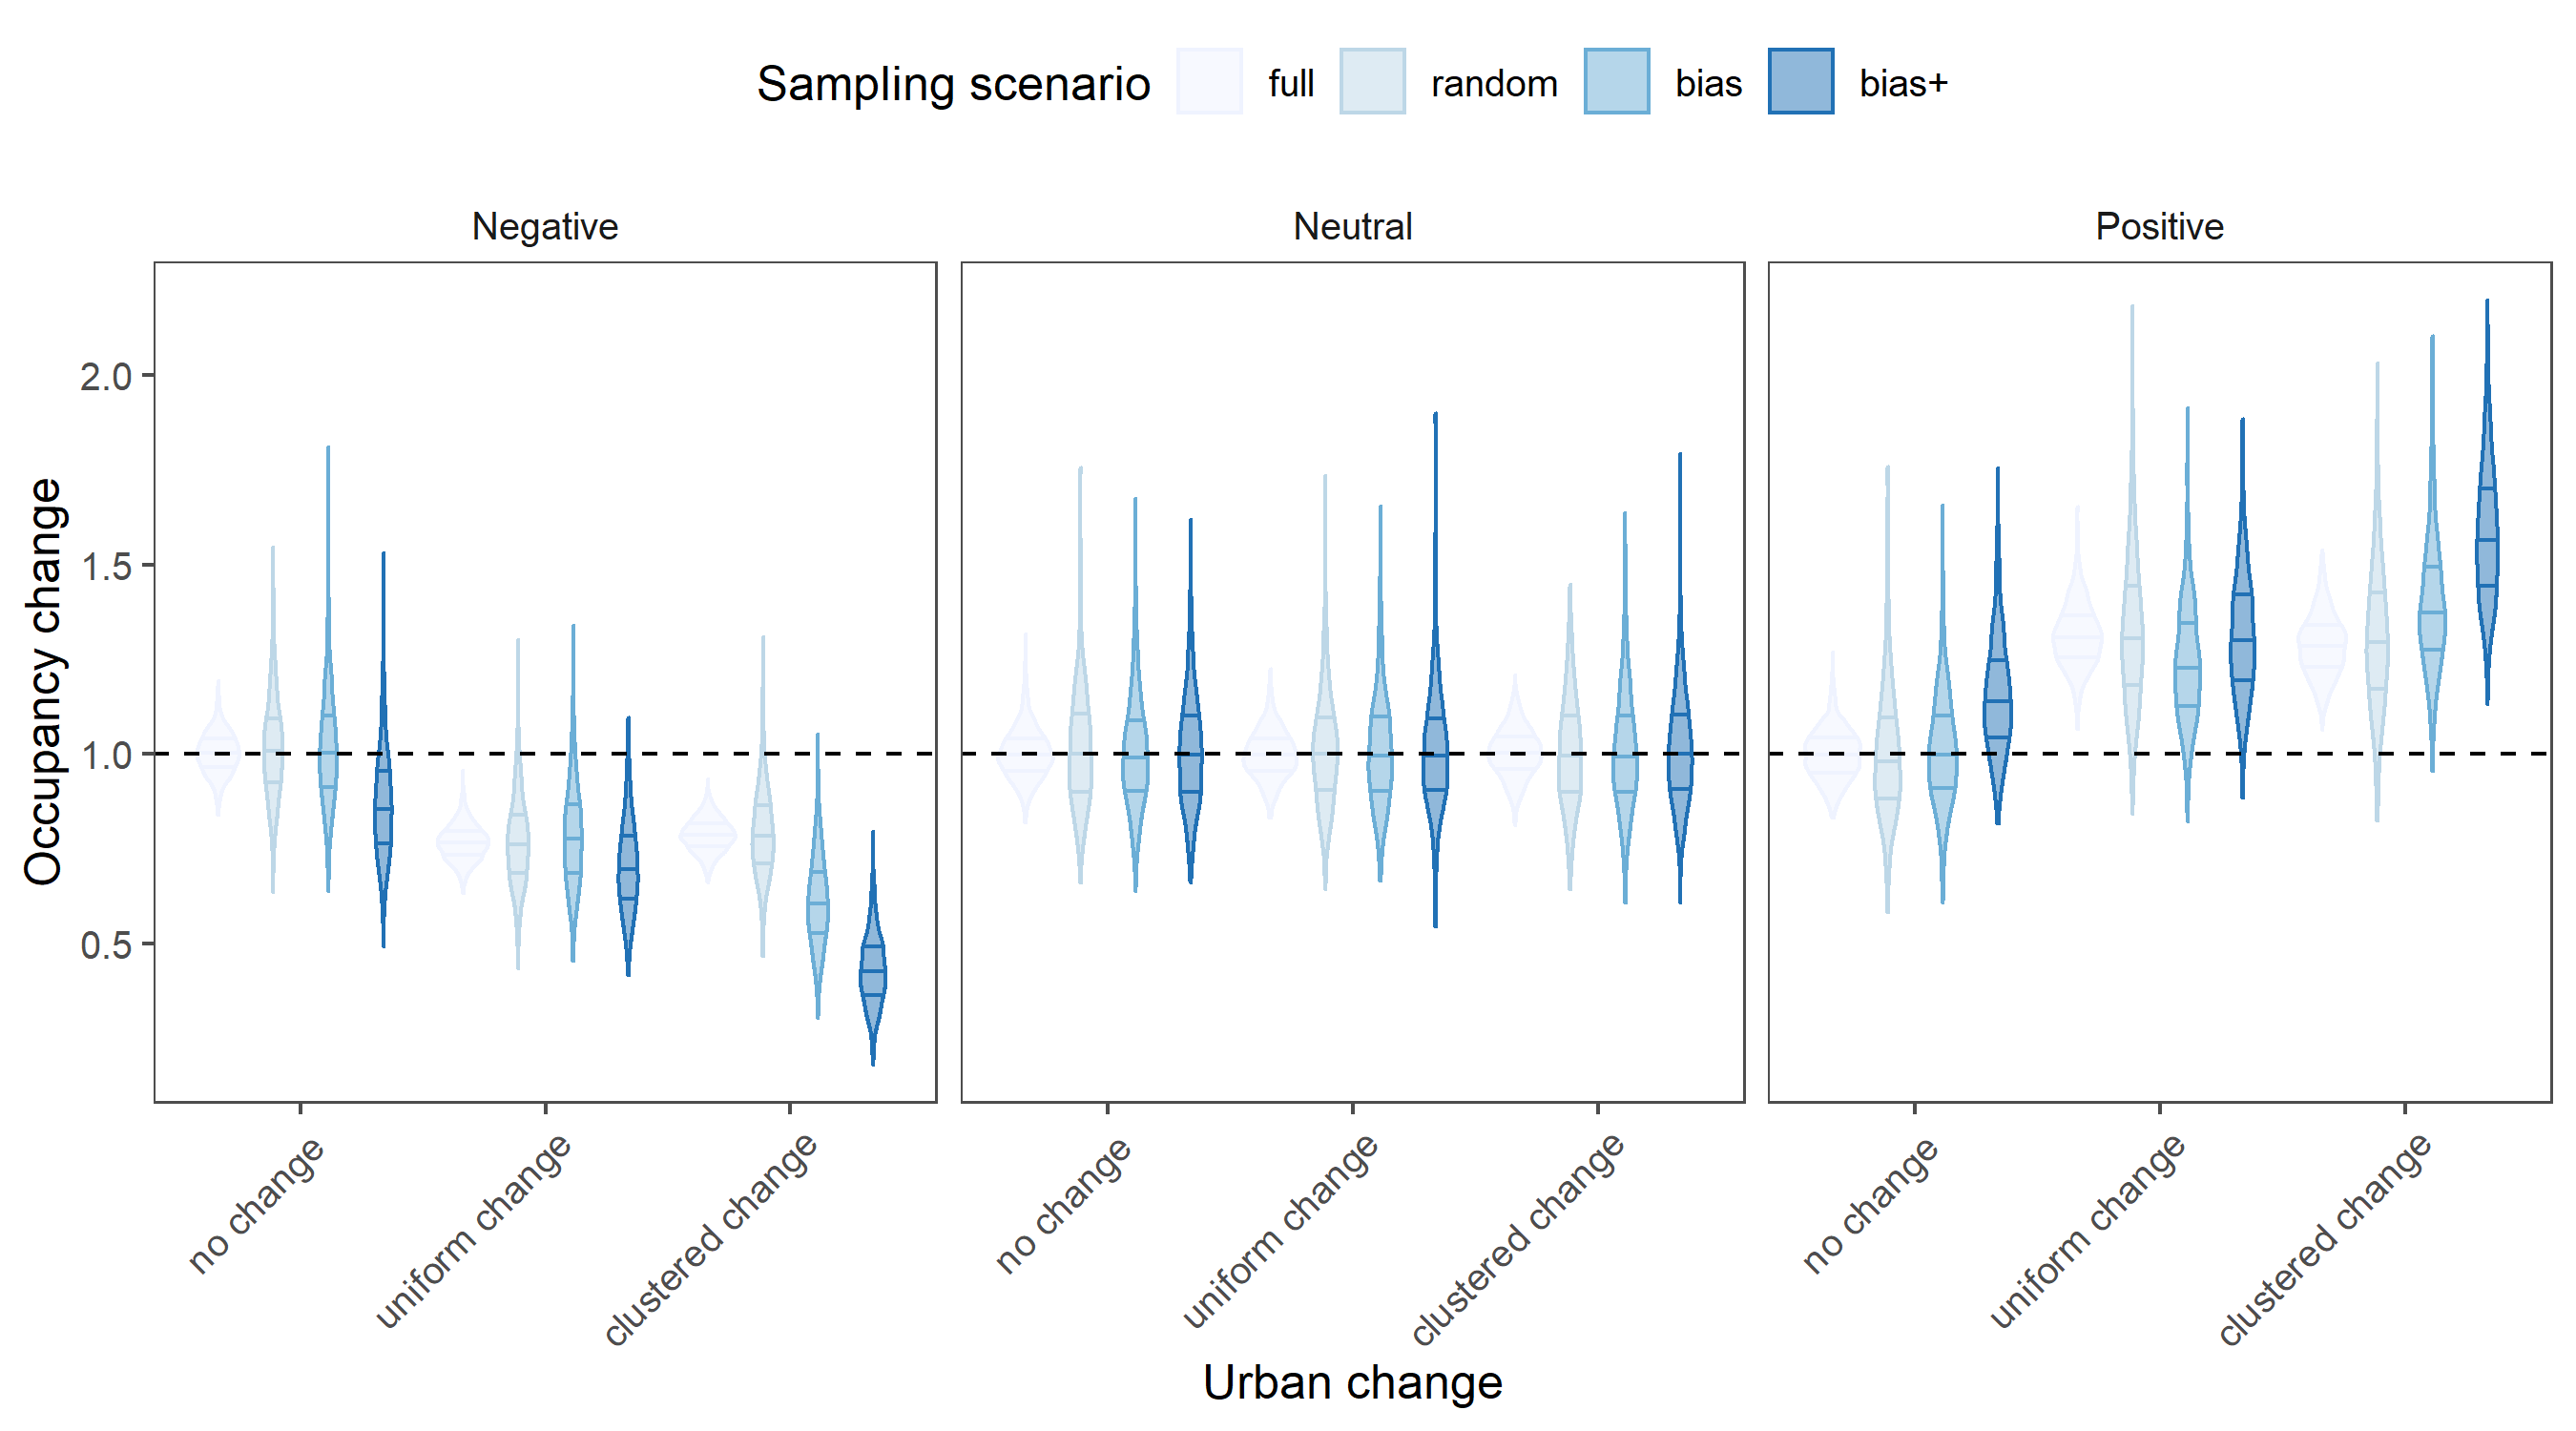 Sampling scenario full random bias bias+
Negative Neutral Positive
Occupancy change
2.0
1.5
1.0
0.5
no change uniform change clustered change no change uniform change clustered change no change uniform change clustered change
Urban change